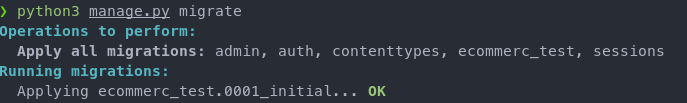 ❯ python3 manage.py migrate
Operations to perform:
  Apply all migrations: admin, auth, contenttypes, ecommerc_test, sessions
Running migrations:
  Applying ecommerc_test.0001_initial... OK